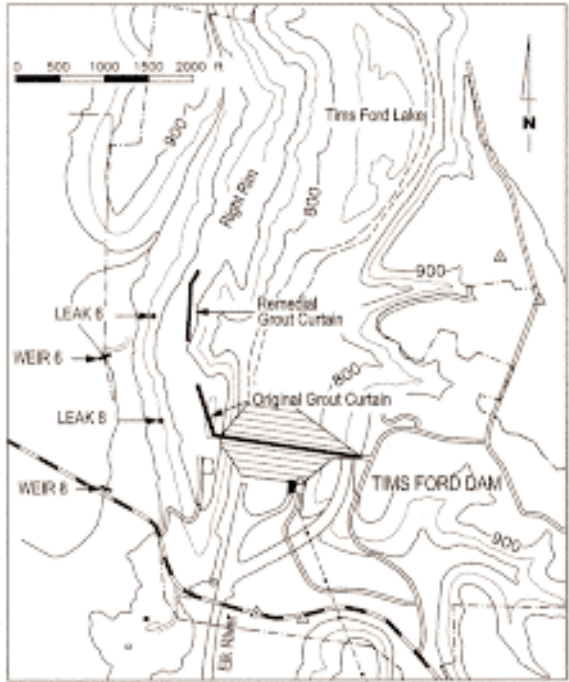 0 500 1000 1500 2000 ft.
900
Tims Ford Lake
N
Right Rim
800
900
LEAK 6
Remedial
Grout Curtain
WEIR 6
800
Original Grout Curtain
LEAK 8
TIMS FORD DAM
WEIR 8
900
Elk River